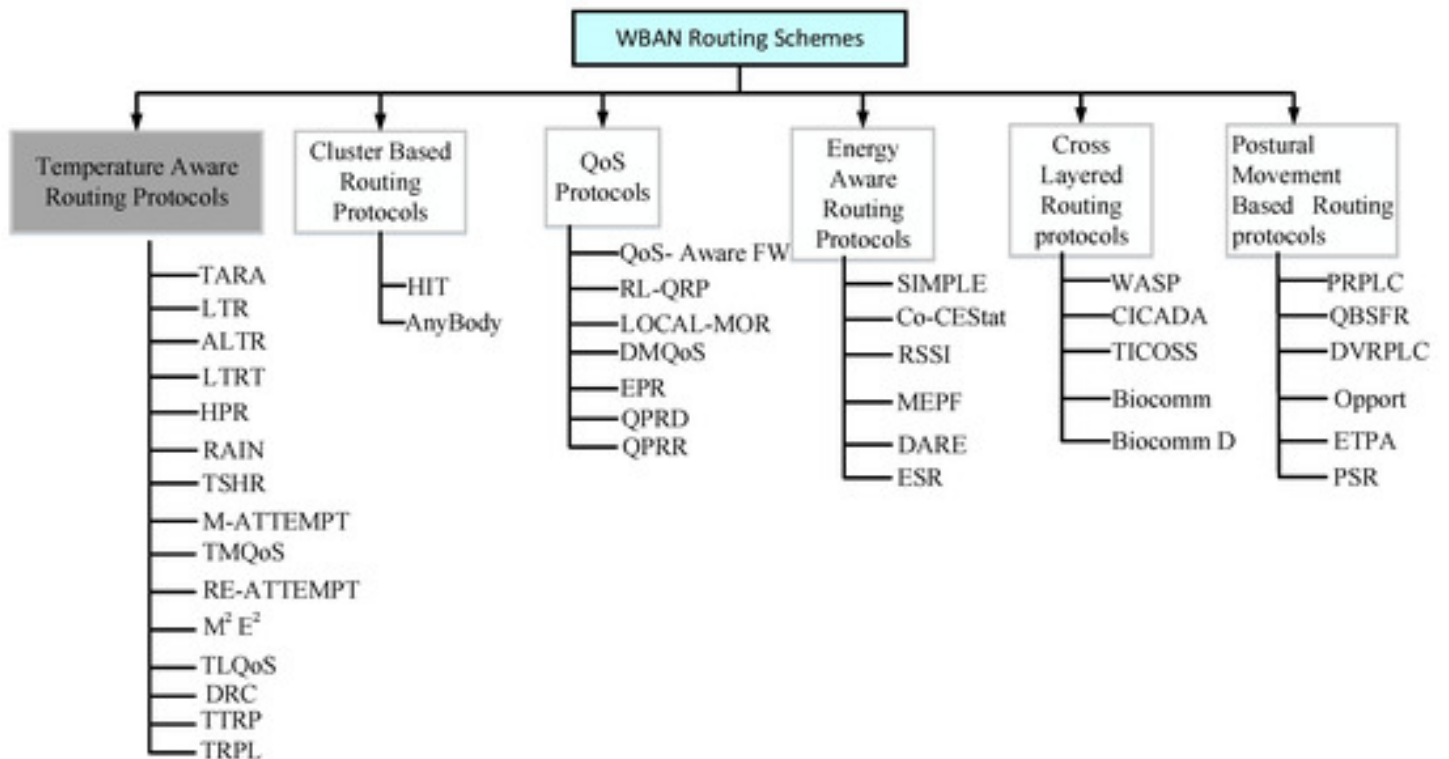 WBAN Routing Schemes
Temperature Aware
Routing Protocols
TARA
LTR
ALTR
LTRT
HPR
RAIN
TSHR
M-ATTEMPT
TMQoS
RE-ATTEMPT
M² E²
TLQoS
DRC
TTRP
TRPL
Cluster Based
Routing
Protocols
HIT
AnyBody
QoS
Protocols
QoS- Aware FW
RL-QRP
LOCAL-MOR
DMQoS
EPR
QPRD
QPRR
Energy
Aware
Routing
Protocols
SIMPLE
Co-CEStat
RSSI
MEPF
DARE
ESR
Cross
Layered
Routing
protocols
WASP
CICADA
TICOSS
Biocomm
Biocomm D
Postural
Movement
Based Routing
protocols
PRPLC
QBSFR
DVRPLC
Opport
ETPA
PSR